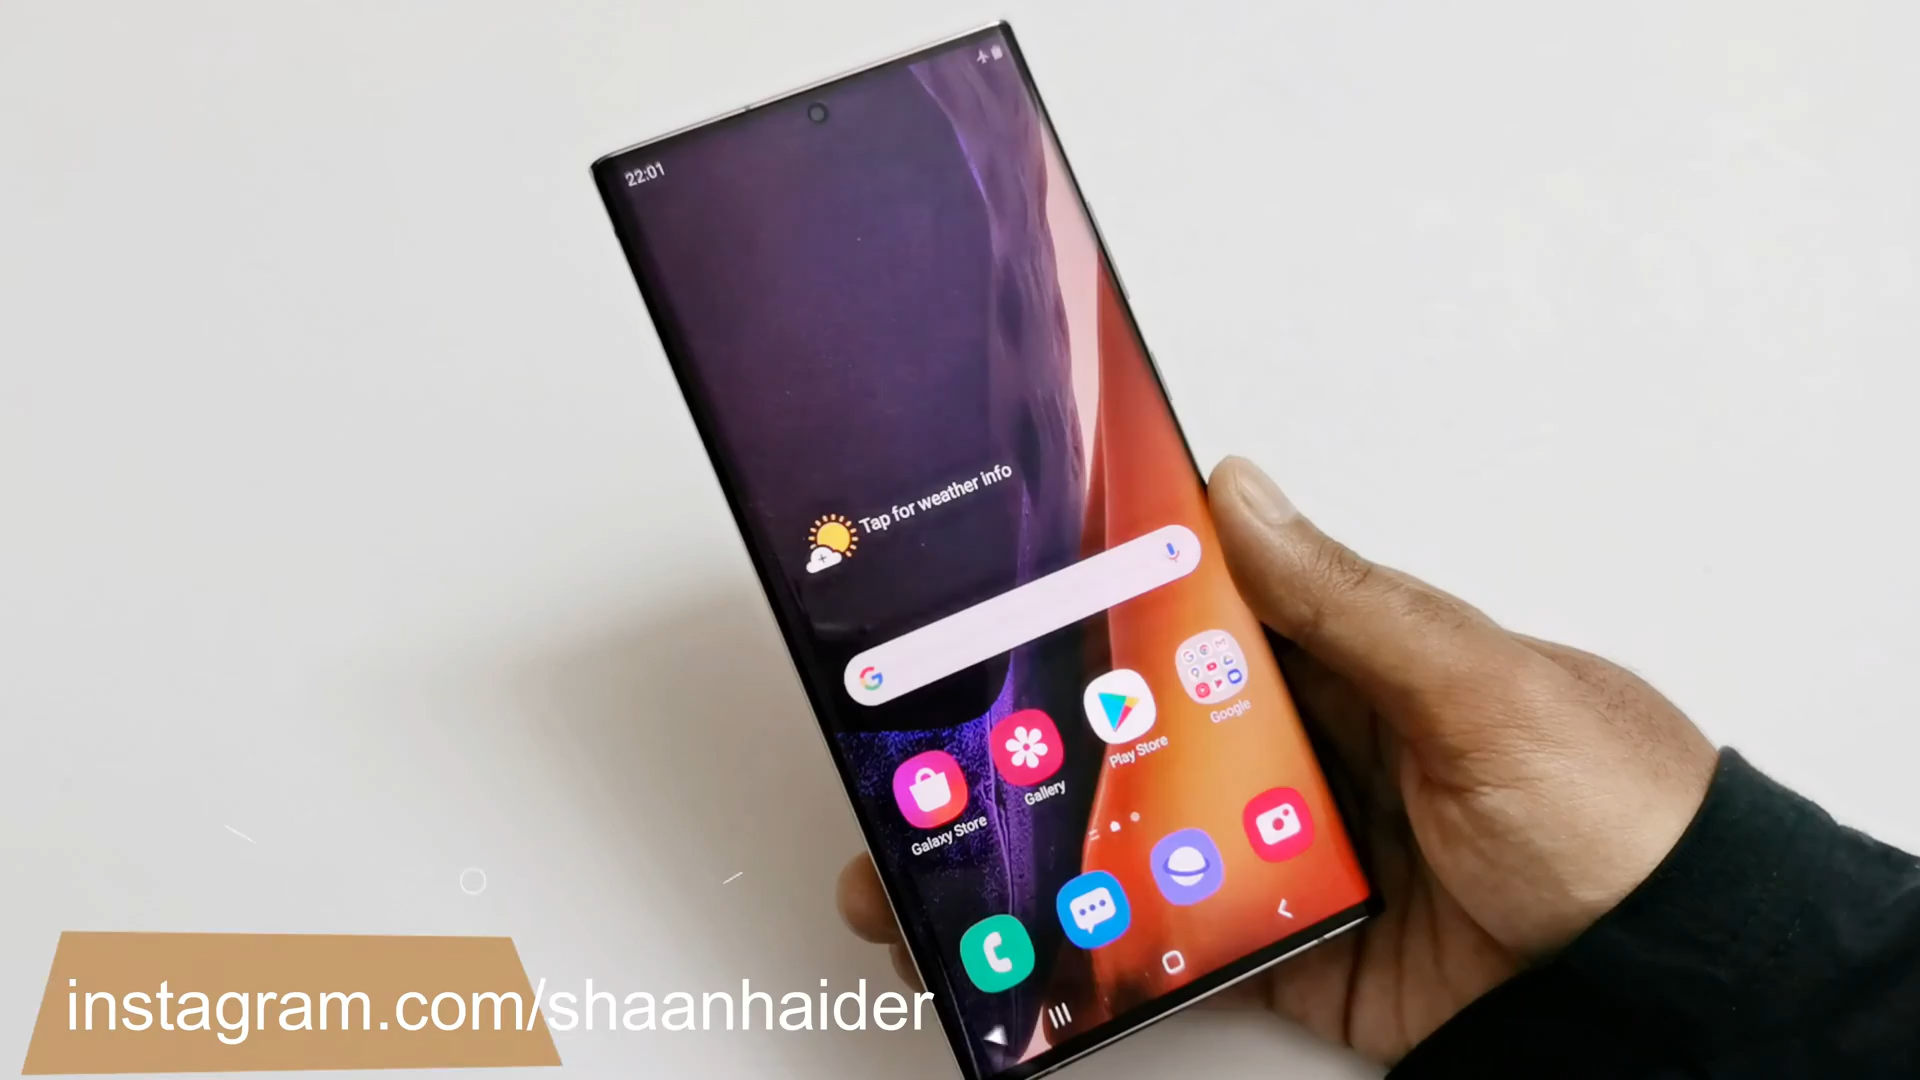 22:01
Tap for weather info
Google
Play Store
Gallery
Galaxy Store
instagram.com/shaanhaider